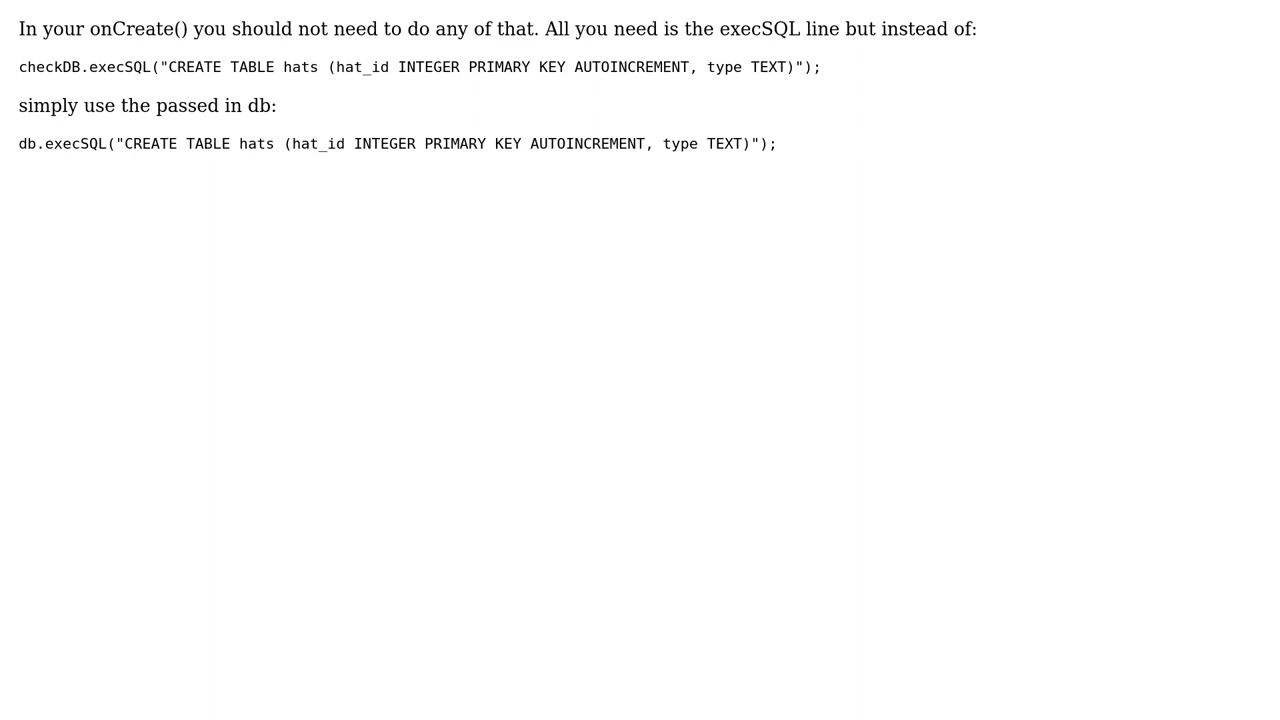 In your onCreate() you should not need to do any of that. All you need is the execSQL line but instead of:
checkDB.execSQL("CREATE TABLE hats (hat_id INTEGER PRIMARY KEY AUTOINCREMENT, type TEXT)");
simply use the passed in db:
db.execSQL("CREATE TABLE hats (hat_id INTEGER PRIMARY KEY AUTOINCREMENT, type TEXT)");